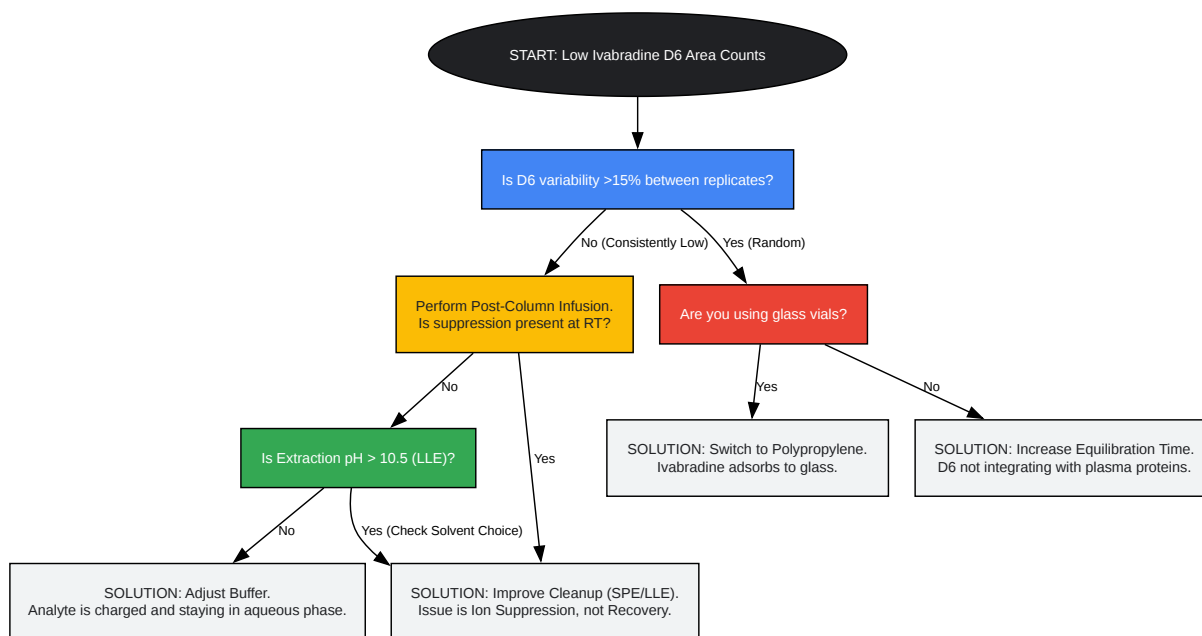 START: Low Ivabradine D6 Area Counts
Is D6 variability >15% between replicates?
No (Consistently Low)
Yes (Random)
Perform Post-Column Infusion.
Is suppression present at RT?
Are you using glass vials?
No
Yes
Yes
No
Is Extraction pH > 10.5 (LLE)?
SOLUTION: Switch to Polypropylene.
Ivabradine adsorbs to glass.
SOLUTION: Increase Equilibration Time.
D6 not integrating with plasma proteins.
No
Yes (Check Solvent Choice)
SOLUTION: Adjust Buffer.
Analyte is charged and staying in aqueous phase.
SOLUTION: Improve Cleanup (SPE/LLE).
Issue is Ion Suppression, not Recovery.